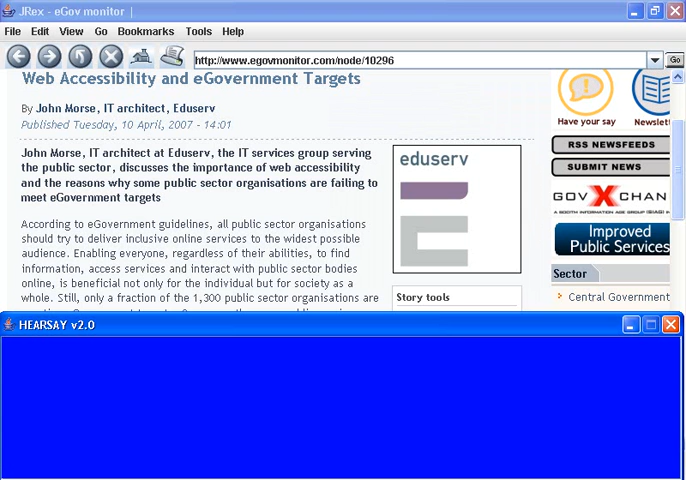 JRex - eGov monitor
File Edit View Go Bookmarks Tools Help
http://www.egovmonitor.com/node/10296
Go
Web Accessibility and eGovernment Targets
By John Morse, IT architect, Eduserv
Published Tuesday, 10 April, 2007 - 14:01
John Morse, IT architect at Eduserv, the IT services group serving
the public sector, discusses the importance of web accessibility
and the reasons why some public sector organisations are failing to
meet eGovernment targets
According to eGovernment guidelines, all public sector organisations
should try to deliver inclusive online services to the widest possible
audience. Enabling everyone, regardless of their abilities, to find
information, access services and interact with public sector bodies
online, is beneficial not only for the individual but for society as a
whole. Still, only a fraction of the 1,300 public sector organisations are
eduserv
Story tools
Have your say
Newslett
RSS NEWSFEEDS
SUBMIT NEWS
GOV X CHAN
Improved
Public Services
Sector
Central Government
HEARSAY v2.0